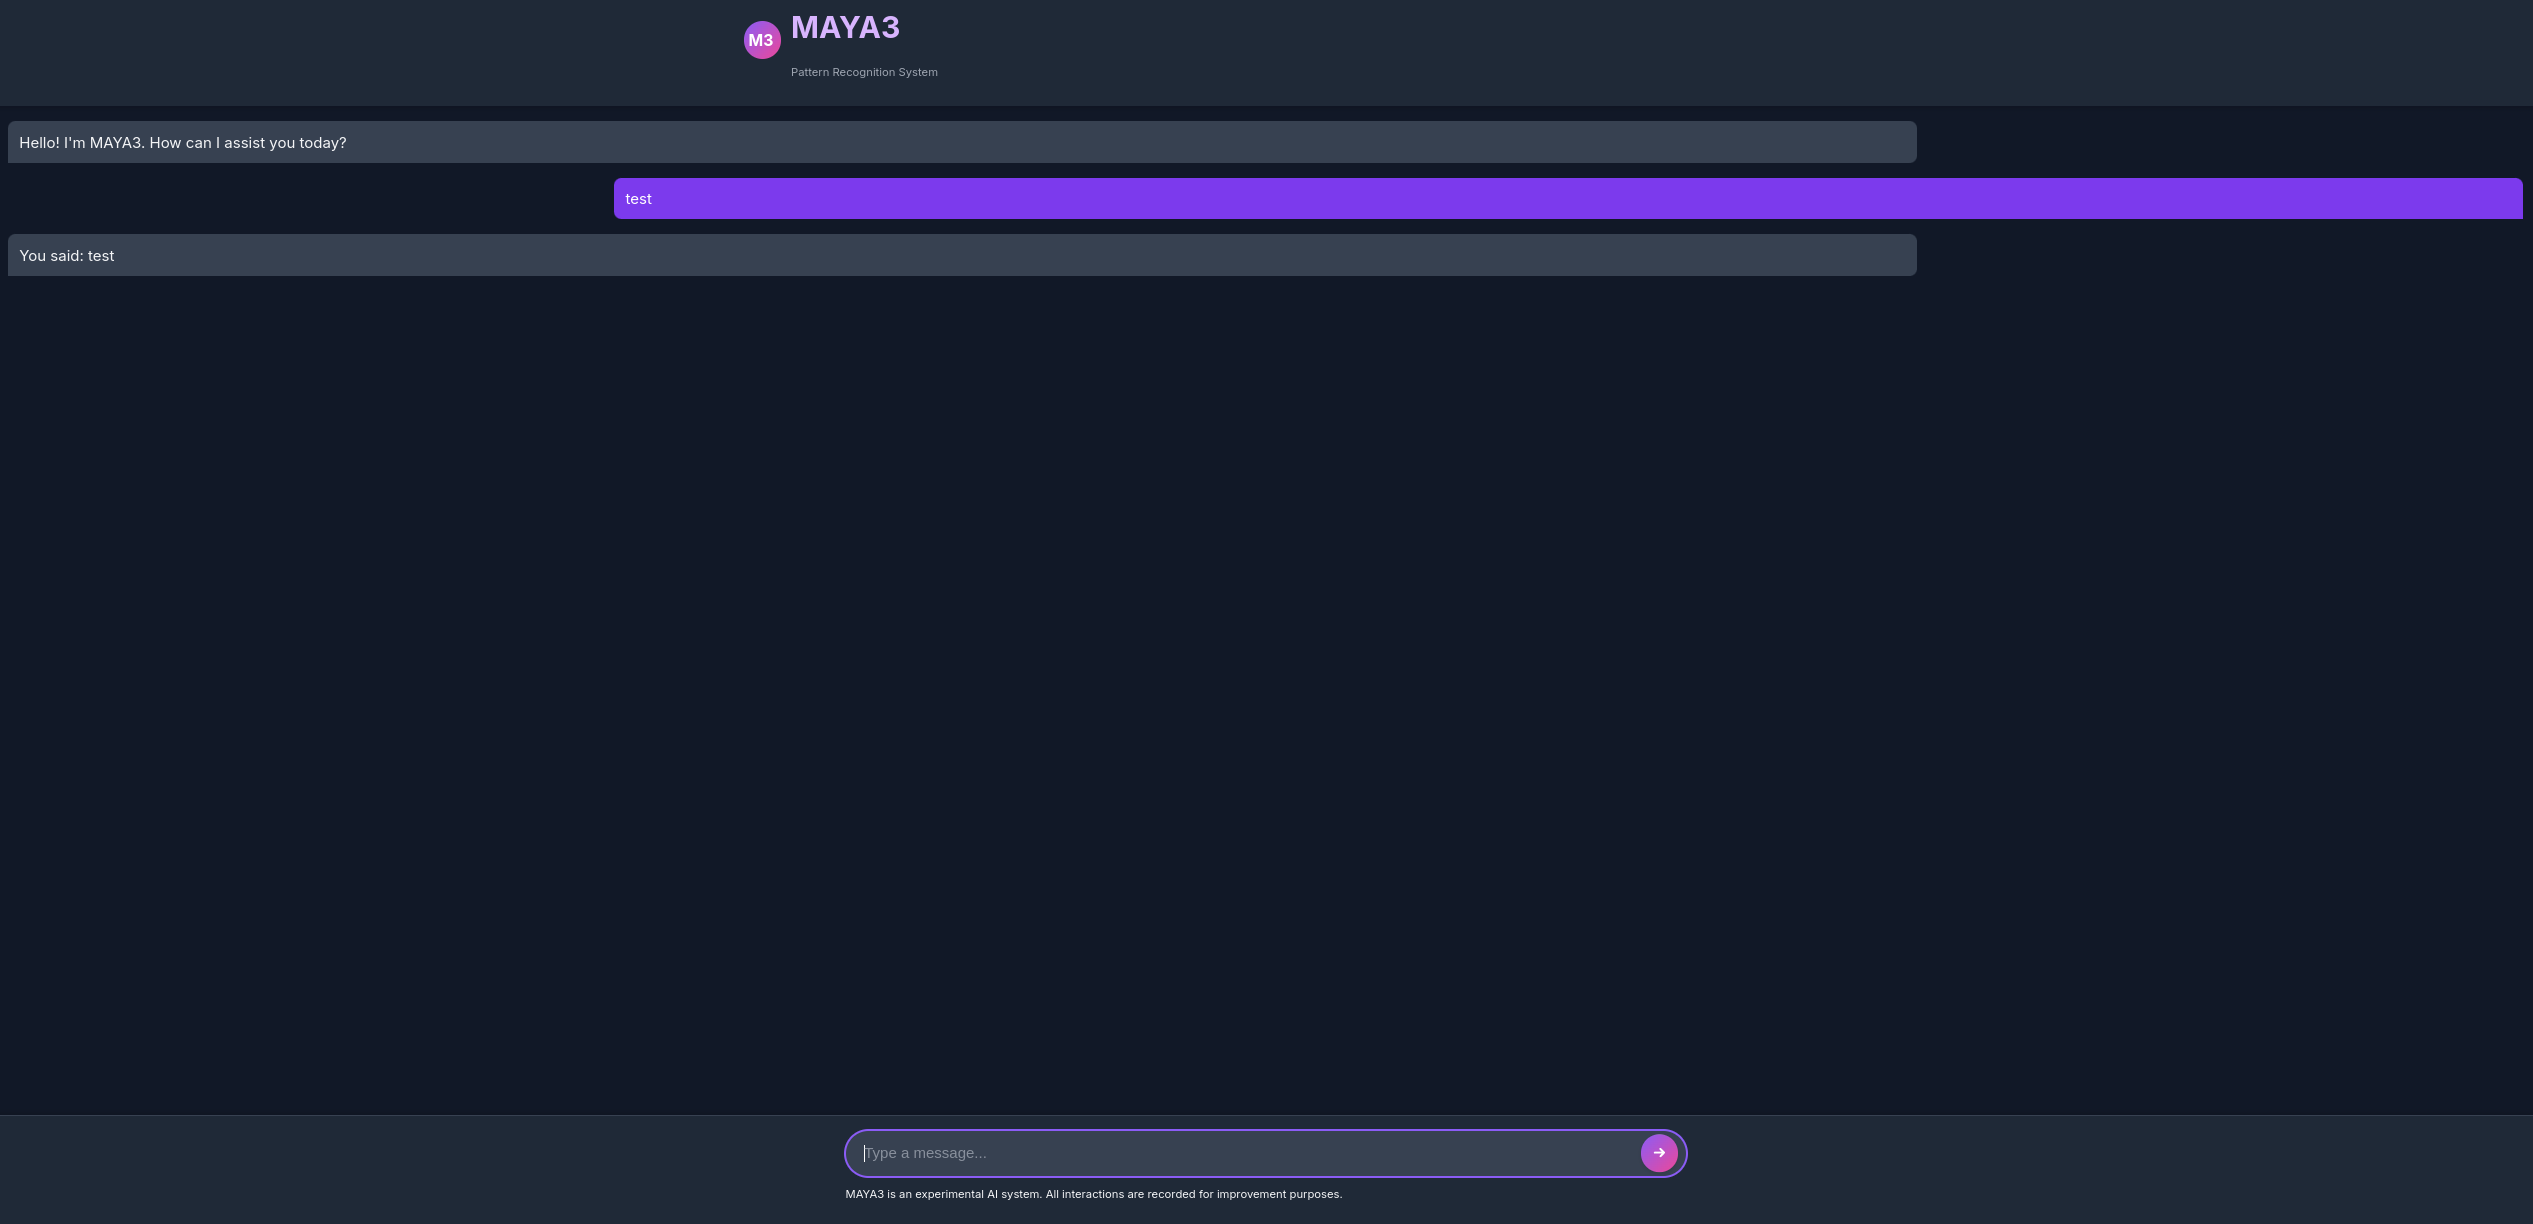 M3
MAYA3
Pattern Recognition System
Hello! I'm MAYA3. How can I assist you today?
test
You said: test
Type a message...
MAYA3 is an experimental AI system. All interactions are recorded for improvement purposes.